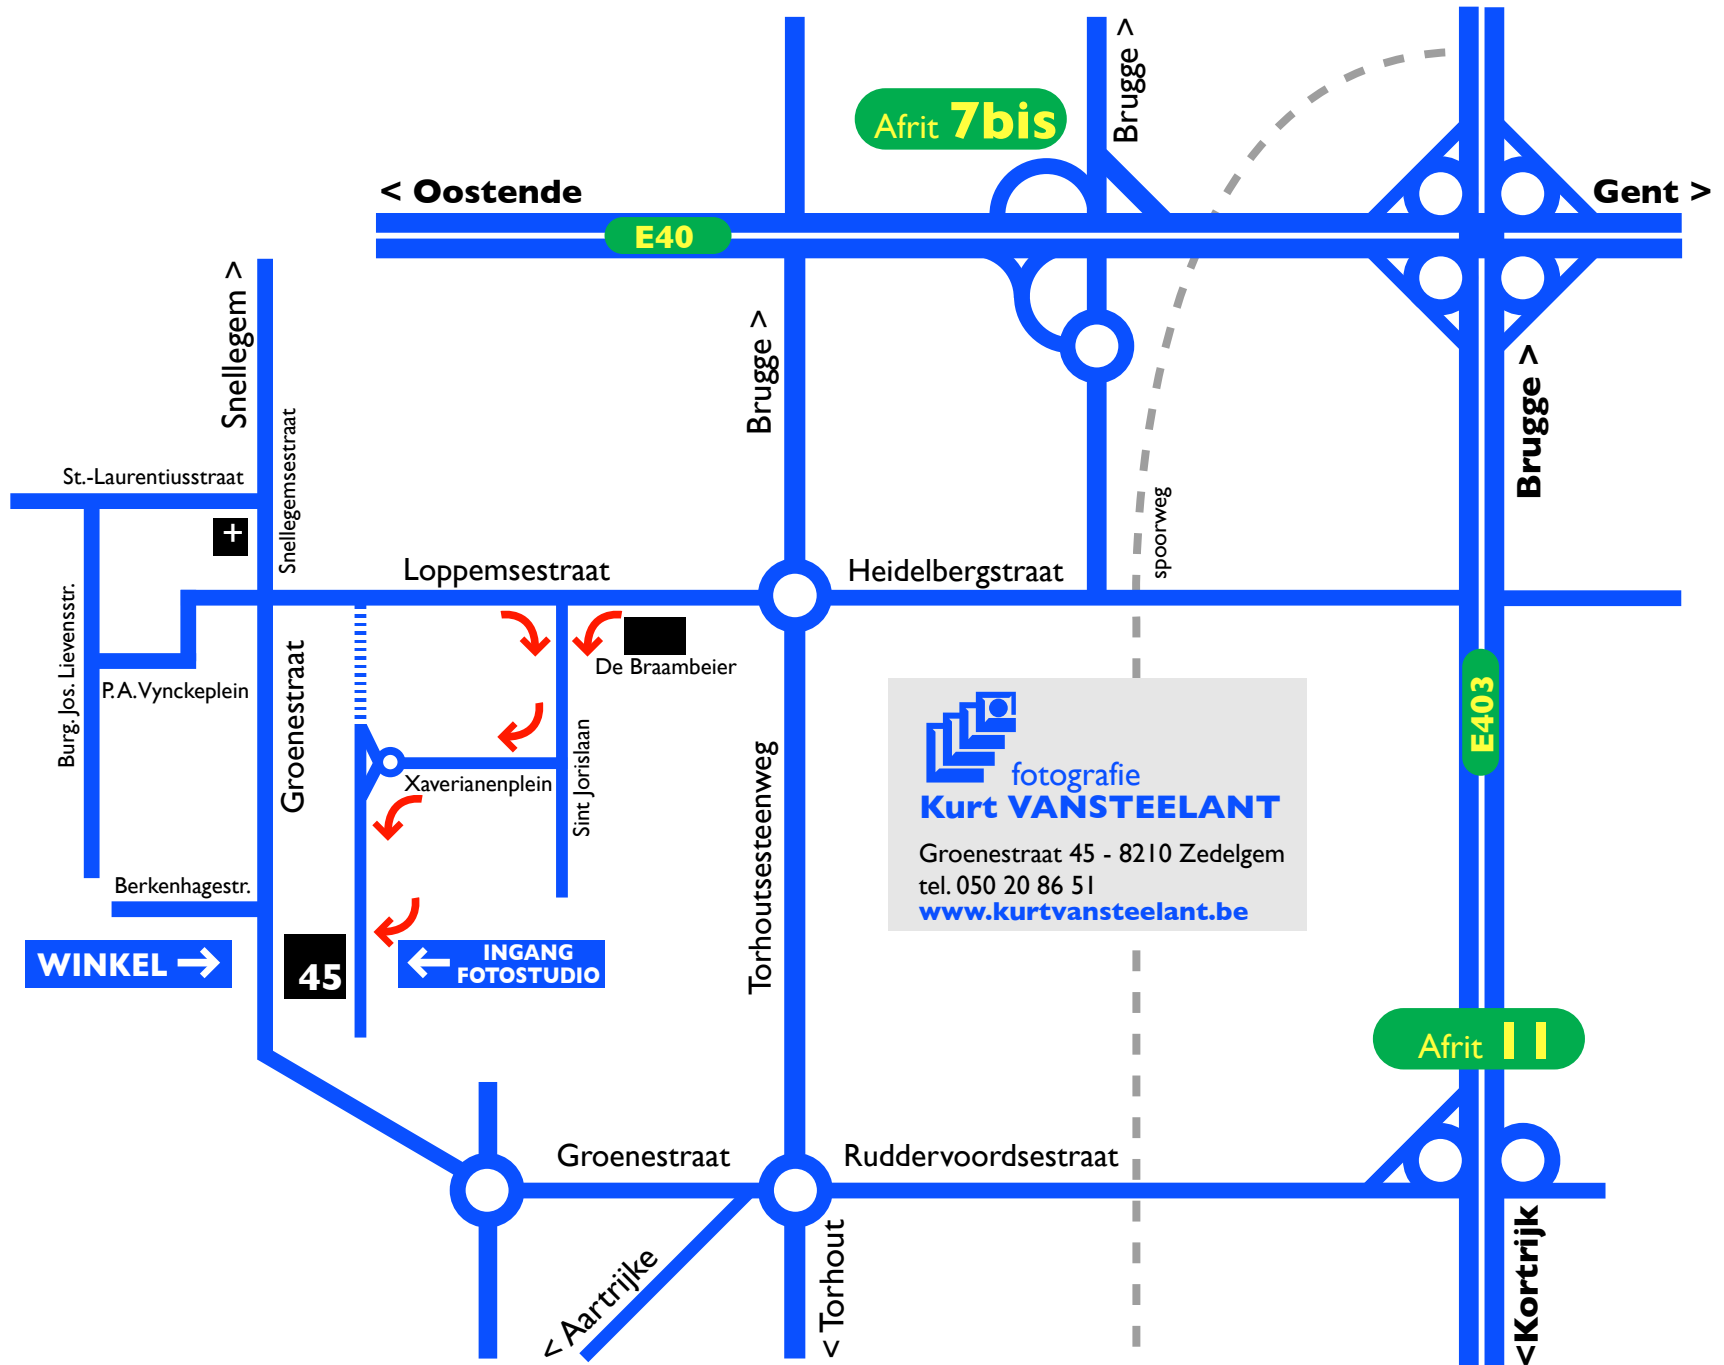 Brugge >
Afrit 7bis
< Oostende
Gent >
E40
Snellegem >
Brugge >
Brugge >
Snellegemsestraat
St.-Laurentiusstraat
+
spoorweg
Loppemsestraat
Heidelbergstraat
Burg. Jos. Lievensstr.
P.A. Vynckeplein
Groenestraat
De Braambeier
E403
Xaverianenplein
Sint Jorislaan
Torhoutsesteenweg
fotografie
Kurt VANSTEELANT
Groenestraat 45 - 8210 Zedelgem
tel. 050 20 86 51
www.kurtvansteelant.be
Berkenhagestr.
WINKEL →
45
← INGANG
FOTOSTUDIO
Afrit 11
Groenestraat
Ruddervoordsestraat
< Aartrijke
< Torhout
<Kortrijk